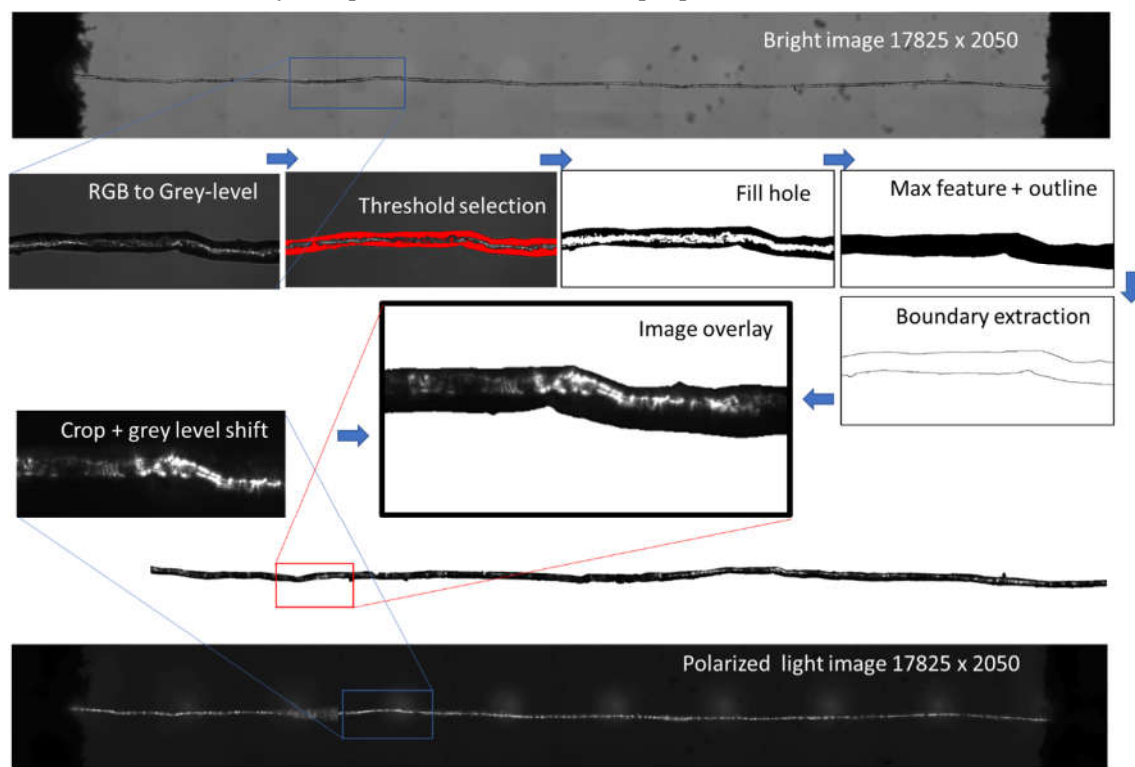 Bright image 17825 x 2050
RGB to Grey-level
Threshold selection
Fill hole
Max feature + outline
Boundary extraction
Image overlay
Crop + grey level shift
Polarized light image 17825 x 2050